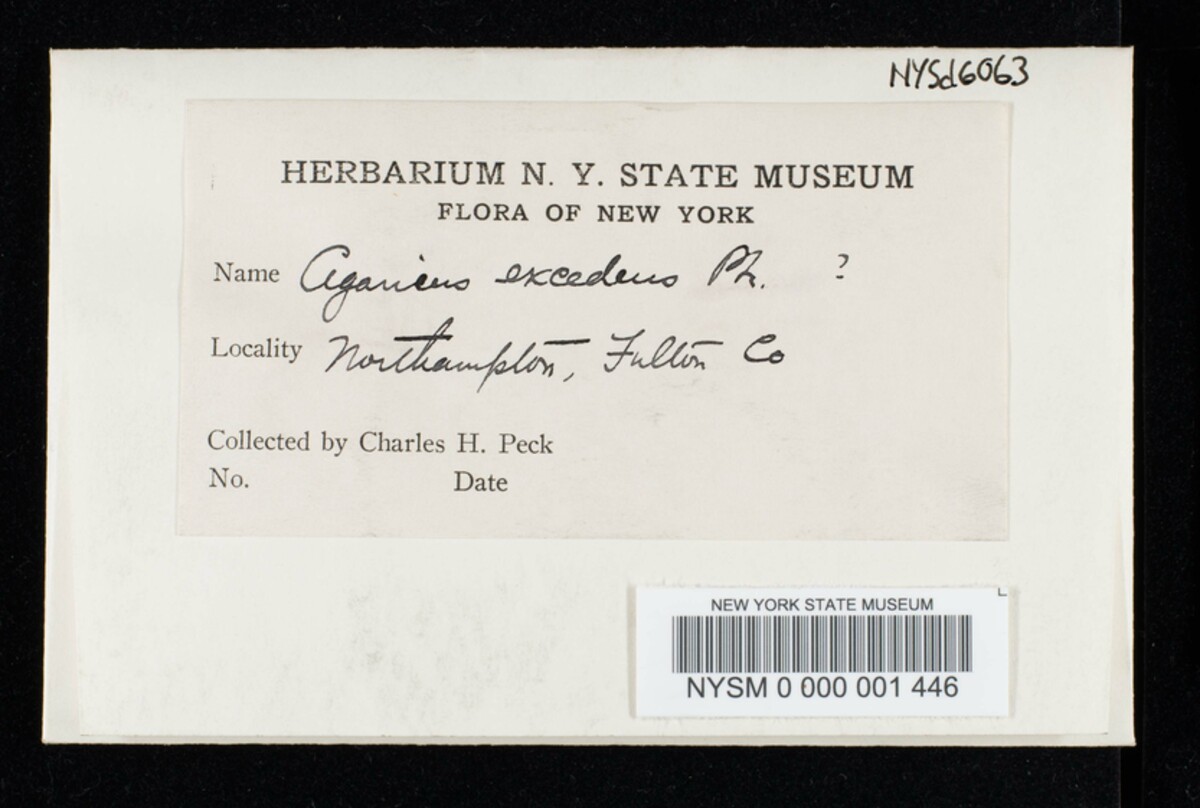 NYSd6063
HERBARIUM N. Y. STATE MUSEUM
FLORA OF NEW YORK
Name Agaricus excedens Pk. ?
Locality Northampton, Fulton Co
Collected by Charles H. Peck
No. Date
NEW YORK STATE MUSEUM
NYSM 0 000 001 446